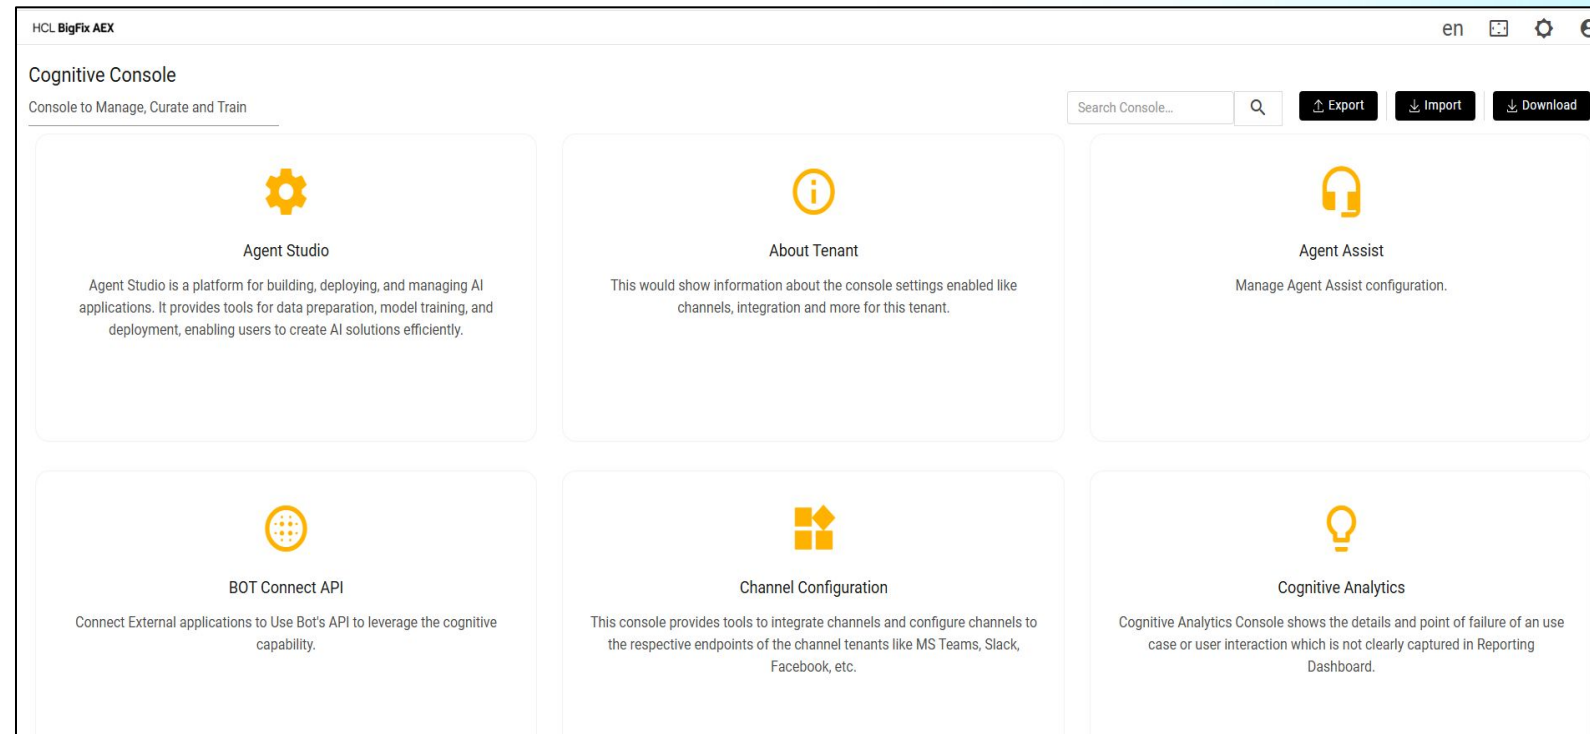 HCL BigFix AEX
en
Cognitive Console
Console to Manage, Curate and Train
Search Console...
Export
Import
Download
Agent Studio
Agent Studio is a platform for building, deploying, and managing AI
applications. It provides tools for data preparation, model training, and
deployment, enabling users to create AI solutions efficiently.
About Tenant
This would show information about the console settings enabled like
channels, integration and more for this tenant.
Agent Assist
Manage Agent Assist configuration.
BOT Connect API
Connect External applications to Use Bot's API to leverage the cognitive
capability.
Channel Configuration
This console provides tools to integrate channels and configure channels to
the respective endpoints of the channel tenants like MS Teams, Slack,
Facebook, etc.
Cognitive Analytics
Cognitive Analytics Console shows the details and point of failure of an use
case or user interaction which is not clearly captured in Reporting
Dashboard.